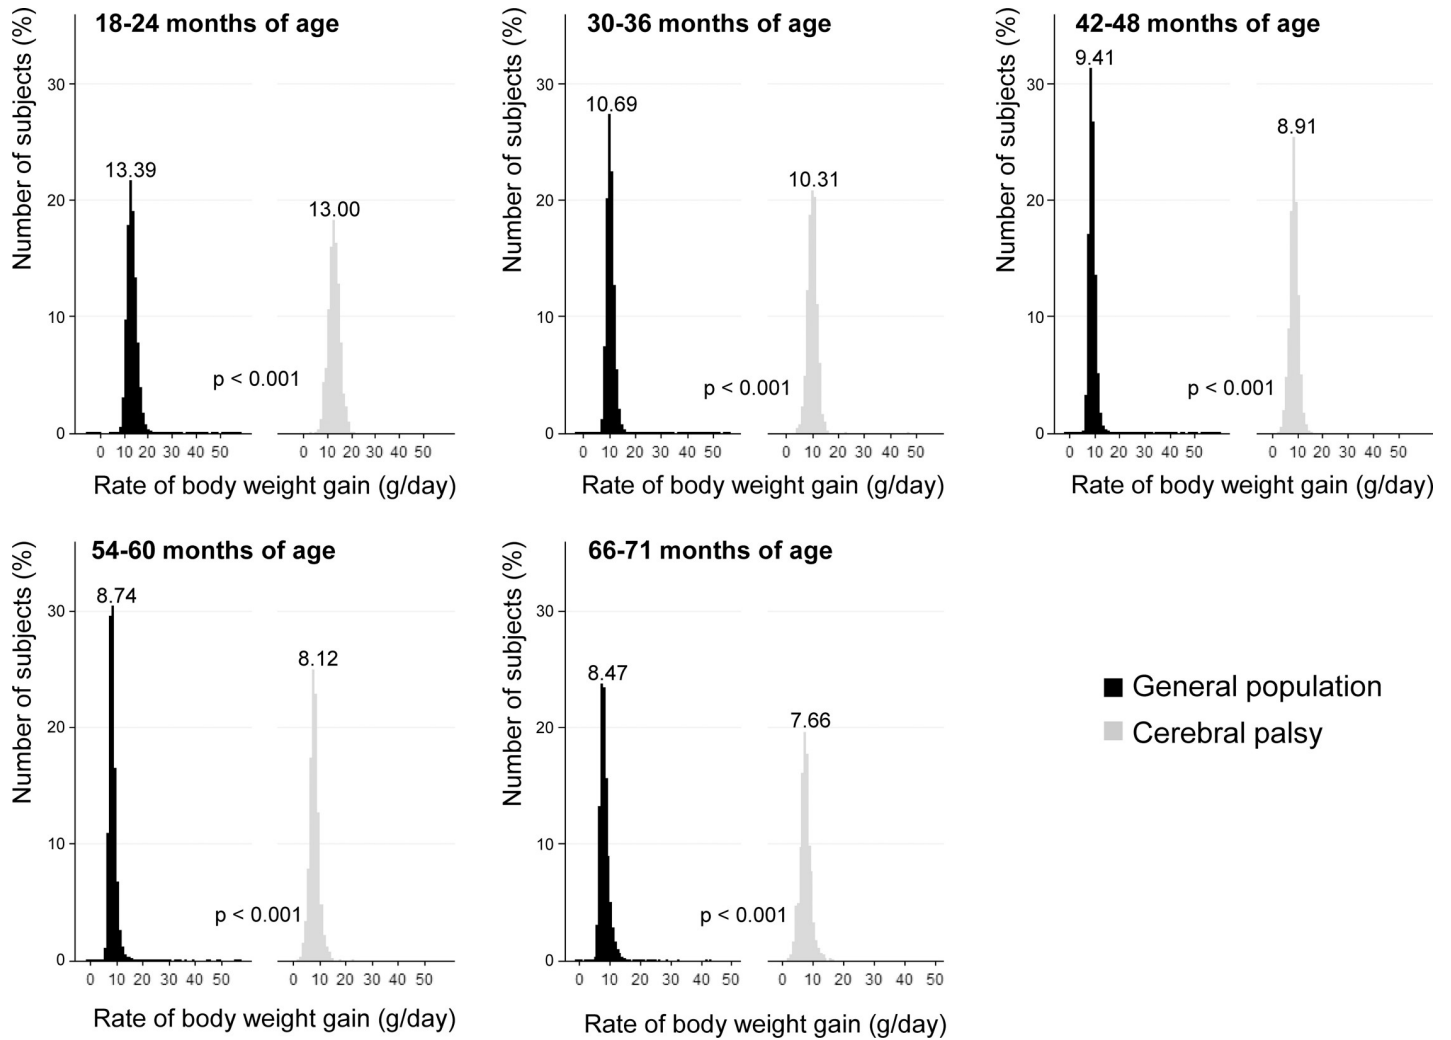 18-24 months of age
Number of subjects (%)
30
20
10
0
13.39
13.00
p < 0.001
0 10 20 30 40 50
0 10 20 30 40 50
Rate of body weight gain (g/day)
30-36 months of age
Number of subjects (%)
30
20
10
0
10.69
10.31
p < 0.001
0 10 20 30 40 50
0 10 20 30 40 50
Rate of body weight gain (g/day)
42-48 months of age
Number of subjects (%)
30
20
10
0
9.41
8.91
p < 0.001
0 10 20 30 40 50
0 10 20 30 40 50
Rate of body weight gain (g/day)
54-60 months of age
Number of subjects (%)
30
20
10
0
8.74
8.12
p < 0.001
0 10 20 30 40 50
0 10 20 30 40 50
Rate of body weight gain (g/day)
66-71 months of age
Number of subjects (%)
30
20
10
0
8.47
7.66
p < 0.001
0 10 20 30 40 50
0 10 20 30 40 50
Rate of body weight gain (g/day)
General population
Cerebral palsy